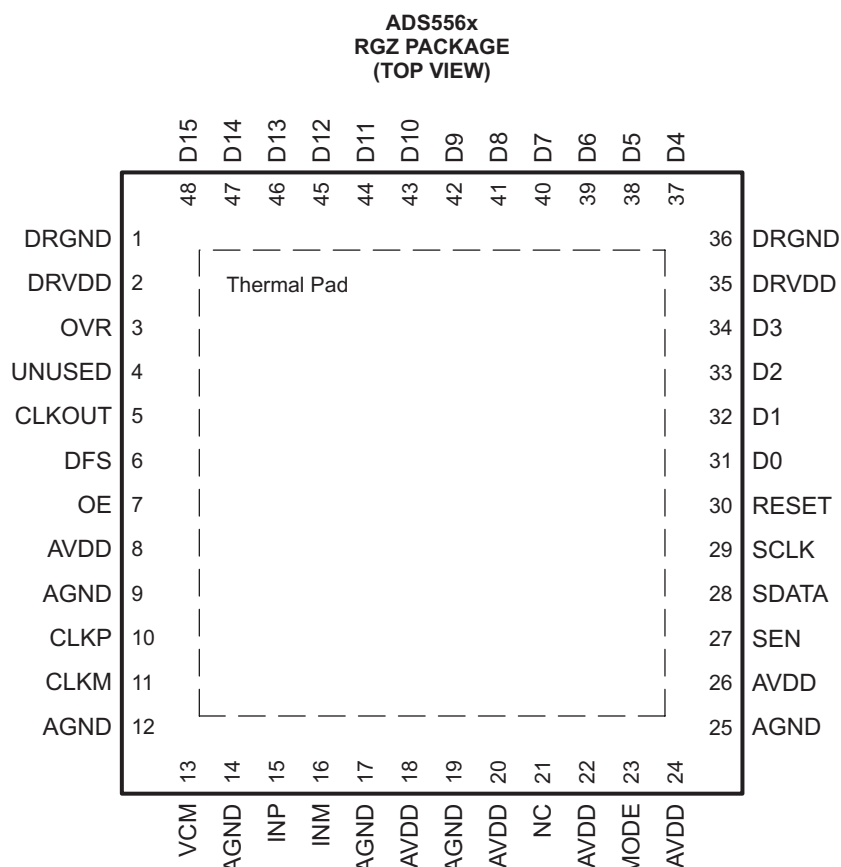 ADS556x
RGZ PACKAGE
(TOP VIEW)
D15 D14 D13 D12 D11 D10 D9 D8 D7 D6 D5 D4
48 47 46 45 44 43 42 41 40 39 38 37
DRGND 1 36 DRGND
DRVDD 2 Thermal Pad 35 DRVDD
OVR 3 34 D3
UNUSED 4 33 D2
CLKOUT 5 32 D1
DFS 6 31 D0
OE 7 30 RESET
AVDD 8 29 SCLK
AGND 9 28 SDATA
CLKP 10 27 SEN
CLKM 11 26 AVDD
AGND 12 25 AGND
13 14 15 16 17 18 19 20 21 22 23 24
VCM AGND INP INM AGND AVDD AGND AVDD NC AVDD MODE AVDD